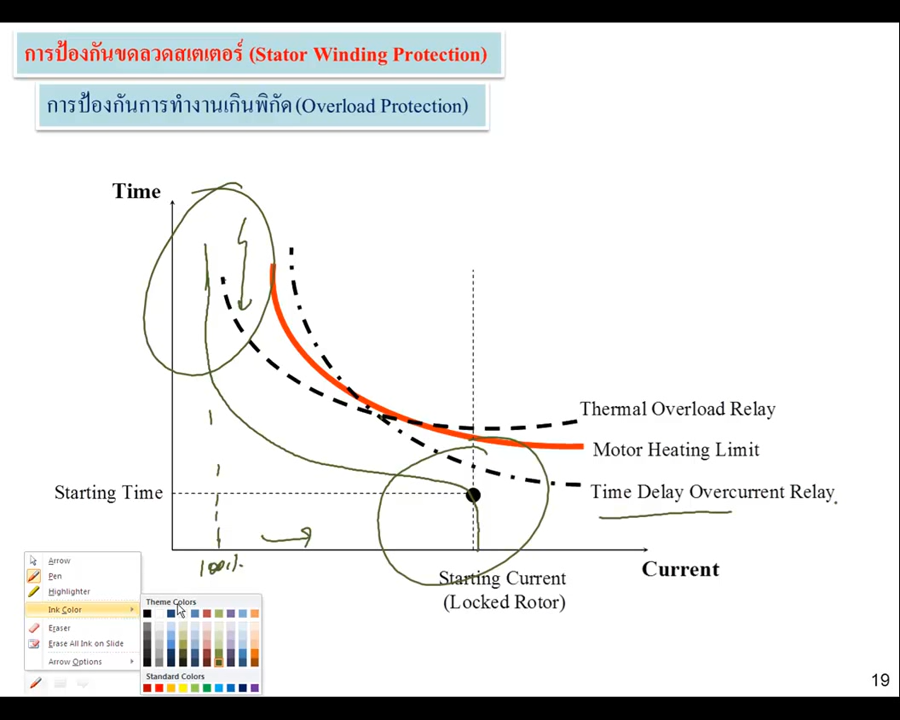 การป้องกันขดลวดสเตเตอร์ (Stator Winding Protection)
การป้องกันการทำงานเกินพิกัด (Overload Protection)
Time
Thermal Overload Relay
Motor Heating Limit
Starting Time
Time Delay Overcurrent Relay
100%
Starting Current
(Locked Rotor)
Current
Arrow
Pen
Highlighter
Ink Color
Eraser
Erase All Ink on Slide
Arrow Options
Theme Colors
Standard Colors
19